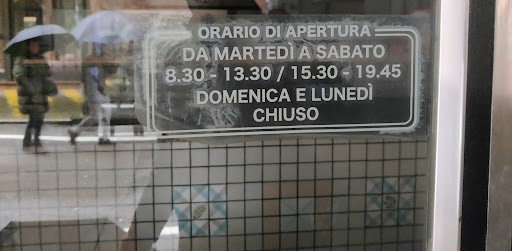 ORARIO DI APERTURA
DA MARTEDÌ A SABATO
8.30 - 13.30 / 15.30 - 19.45
DOMENICA E LUNEDÌ
CHIUSO